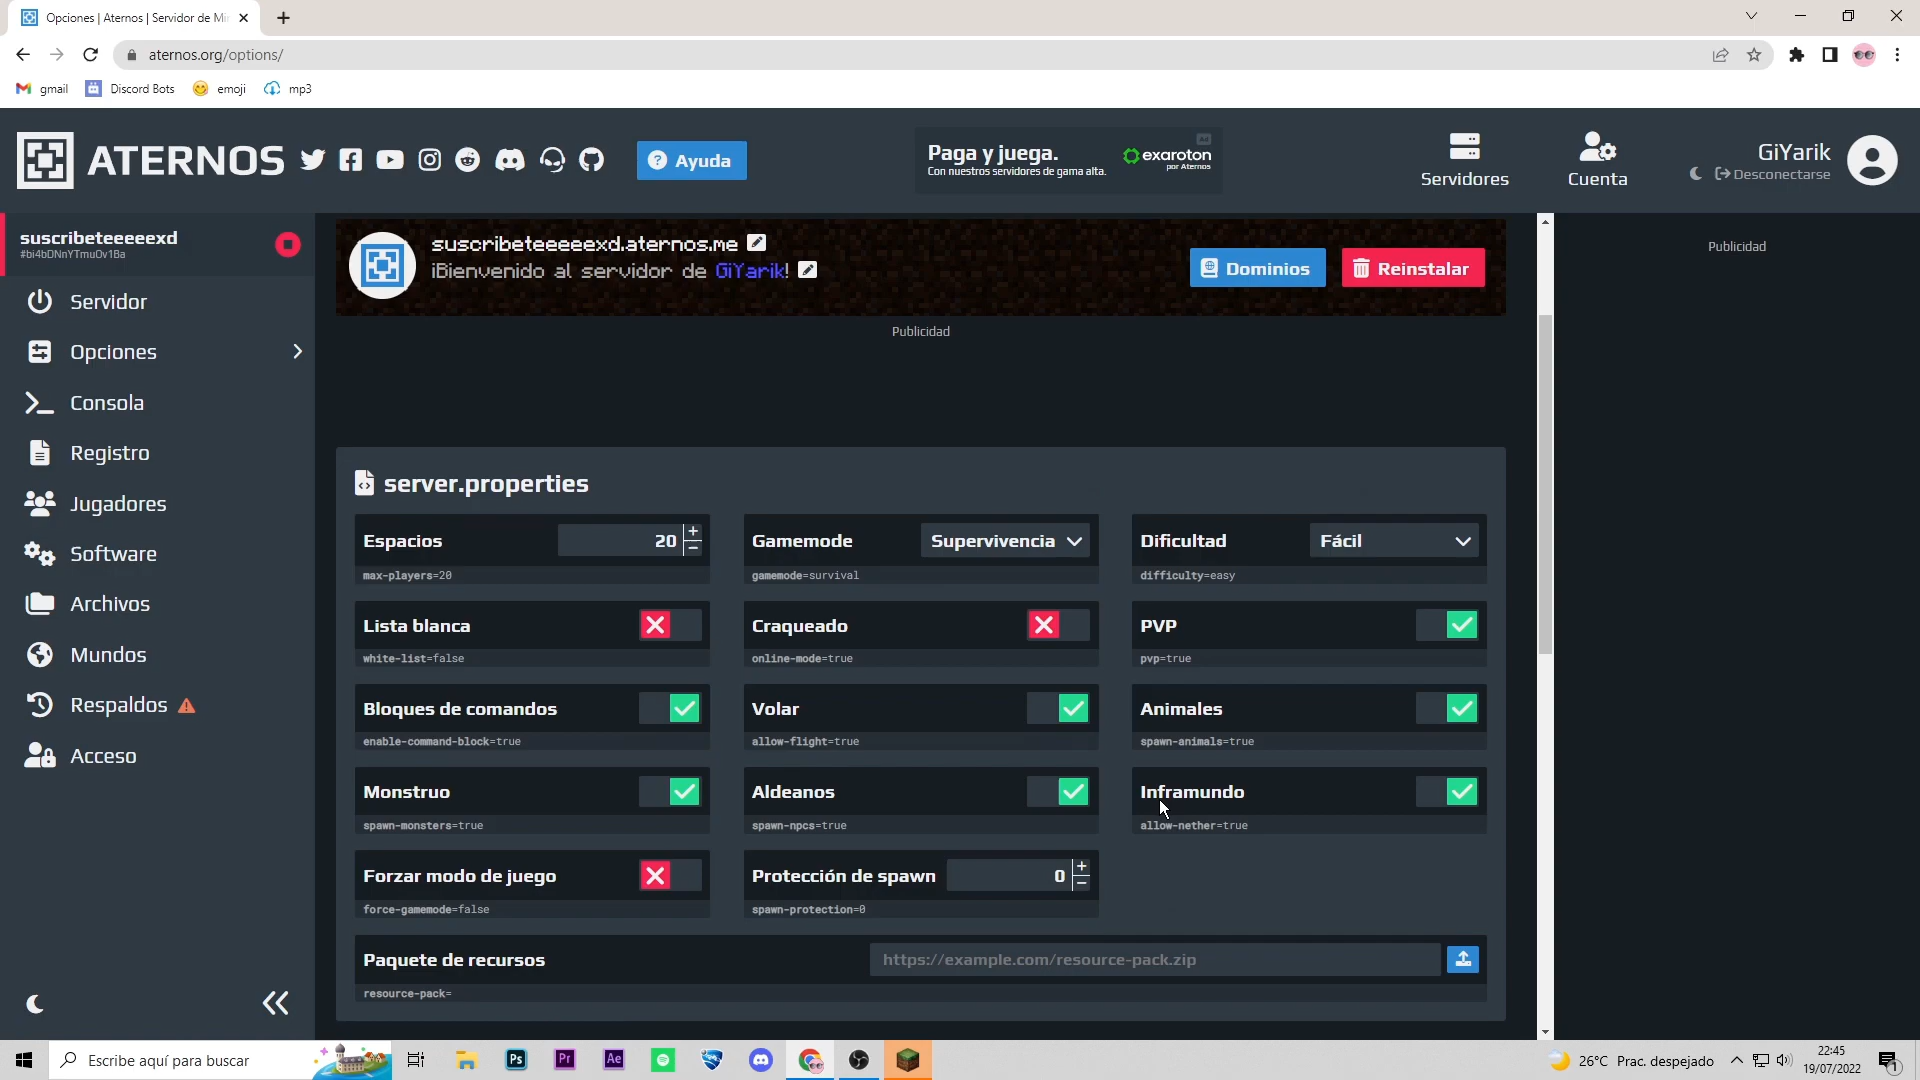 Opciones | Aternos | Servidor de Mi
aternos.org/options/
gmail
Discord Bots
emoji
mp3
ATERNOS
Ayuda
Paga y juega.
Con nuestros servidores de gama alta.
Ad
exaroton
por Aternos
Servidores
Cuenta
GiYarik
Desconectarse
suscribeteeeeexd
#bi4bDNnYTmuOv1Ba
Servidor
Opciones
Consola
Registro
Jugadores
Software
Archivos
Mundos
Respaldos
Acceso
suscribeteeeeexd.aternos.me
¡Bienvenido al servidor de GiYarik!
Dominios
Reinstalar
Publicidad
Publicidad
server.properties
Espacios
20
max-players=20
Gamemode
Supervivencia
gamemode=survival
Dificultad
Fácil
difficulty=easy
Lista blanca
white-list=false
Craqueado
online-mode=true
PVP
pvp=true
Bloques de comandos
enable-command-block=true
Volar
allow-flight=true
Animales
spawn-animals=true
Monstruo
spawn-monsters=true
Aldeanos
spawn-npcs=true
Inframundo
allow-nether=true
Forzar modo de juego
force-gamemode=false
Protección de spawn
0
spawn-protection=0
Paquete de recursos
https://example.com/resource-pack.zip
resource-pack=
Escribe aquí para buscar
Ps
Pr
Ae
26°C Prac. despejado
22:45
19/07/2022
1